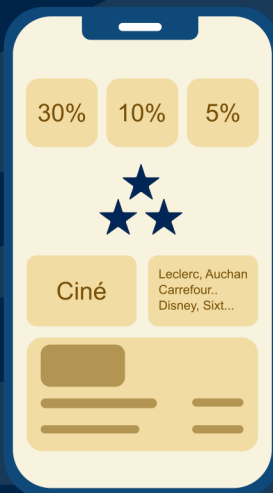 30% 10% 5%
Ciné
Leclerc, Auchan
Carrefour..
Disney, Sixt...